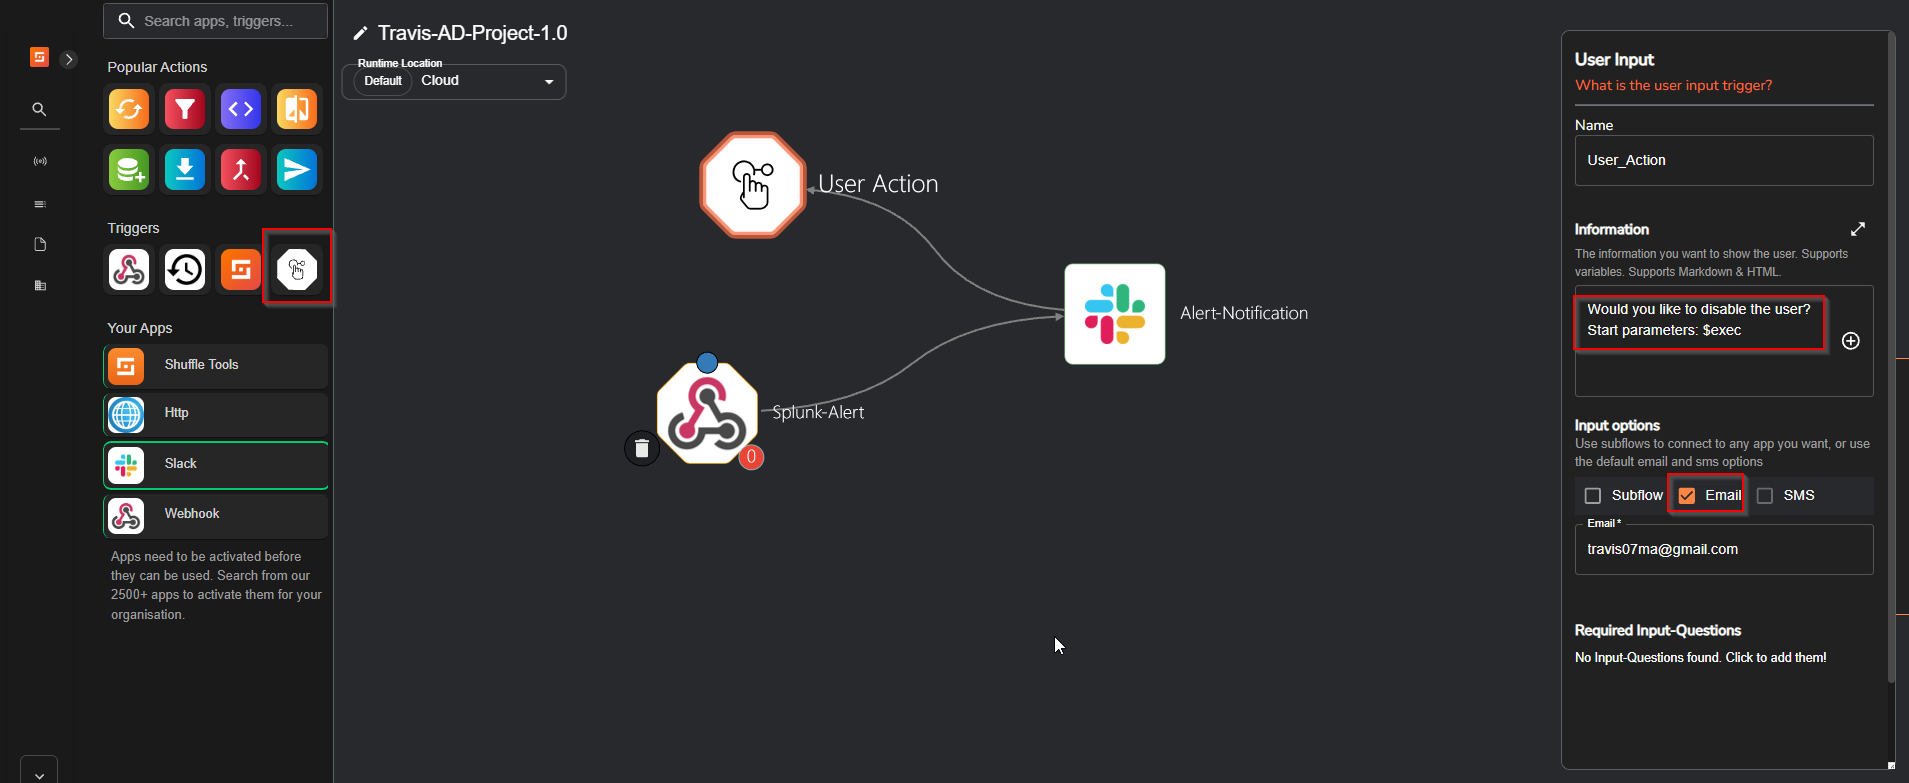 Search apps, triggers...
Popular Actions
Triggers
Your Apps
Shuffle Tools
Http
Slack
Webhook
Apps need to be activated before
they can be used. Search from our
2500+ apps to activate them for your
organisation.
Travis-AD-Project-1.0
Runtime Location
Default Cloud
User Action
Alert-Notification
Splunk-Alert
0
User Input
What is the user input trigger?
Name
User_Action
Information
The information you want to show the user. Supports
variables. Supports Markdown & HTML.
Would you like to disable the user?
Start parameters: $exec
Input options
Use subflows to connect to any app you want, or use
the default email and sms options
Subflow Email SMS
Email *
travis07ma@gmail.com
Required Input-Questions
No Input-Questions found. Click to add them!